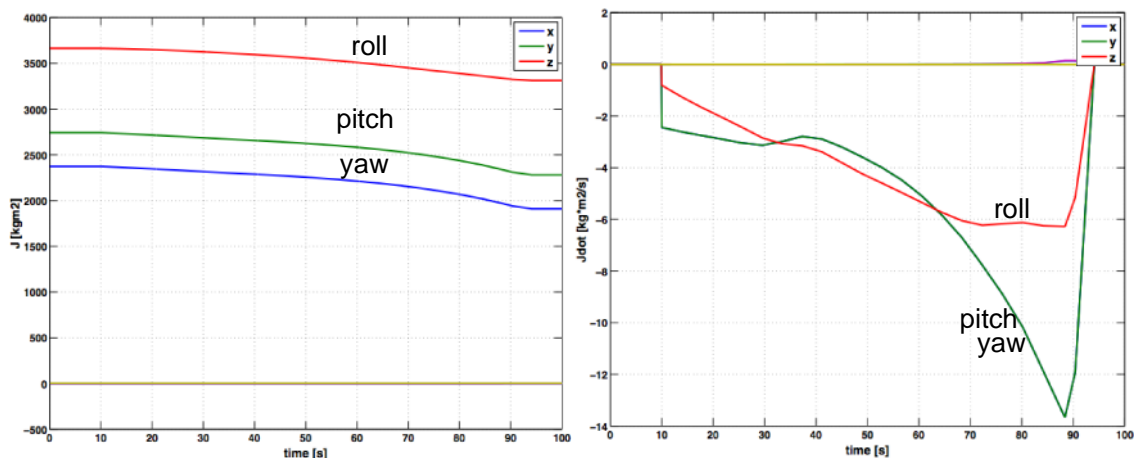 4000
3500
3000
2500
2000
1500
1000
500
0
-500
J [kgm2]
0 10 20 30 40 50 60 70 80 90 100
time [s]
roll
pitch
yaw
x
y
z
2
0
-2
-4
-6
-8
-10
-12
-14
Jdot [kg*m2/s]
0 10 20 30 40 50 60 70 80 90 100
time [s]
x
y
z
roll
pitch
yaw